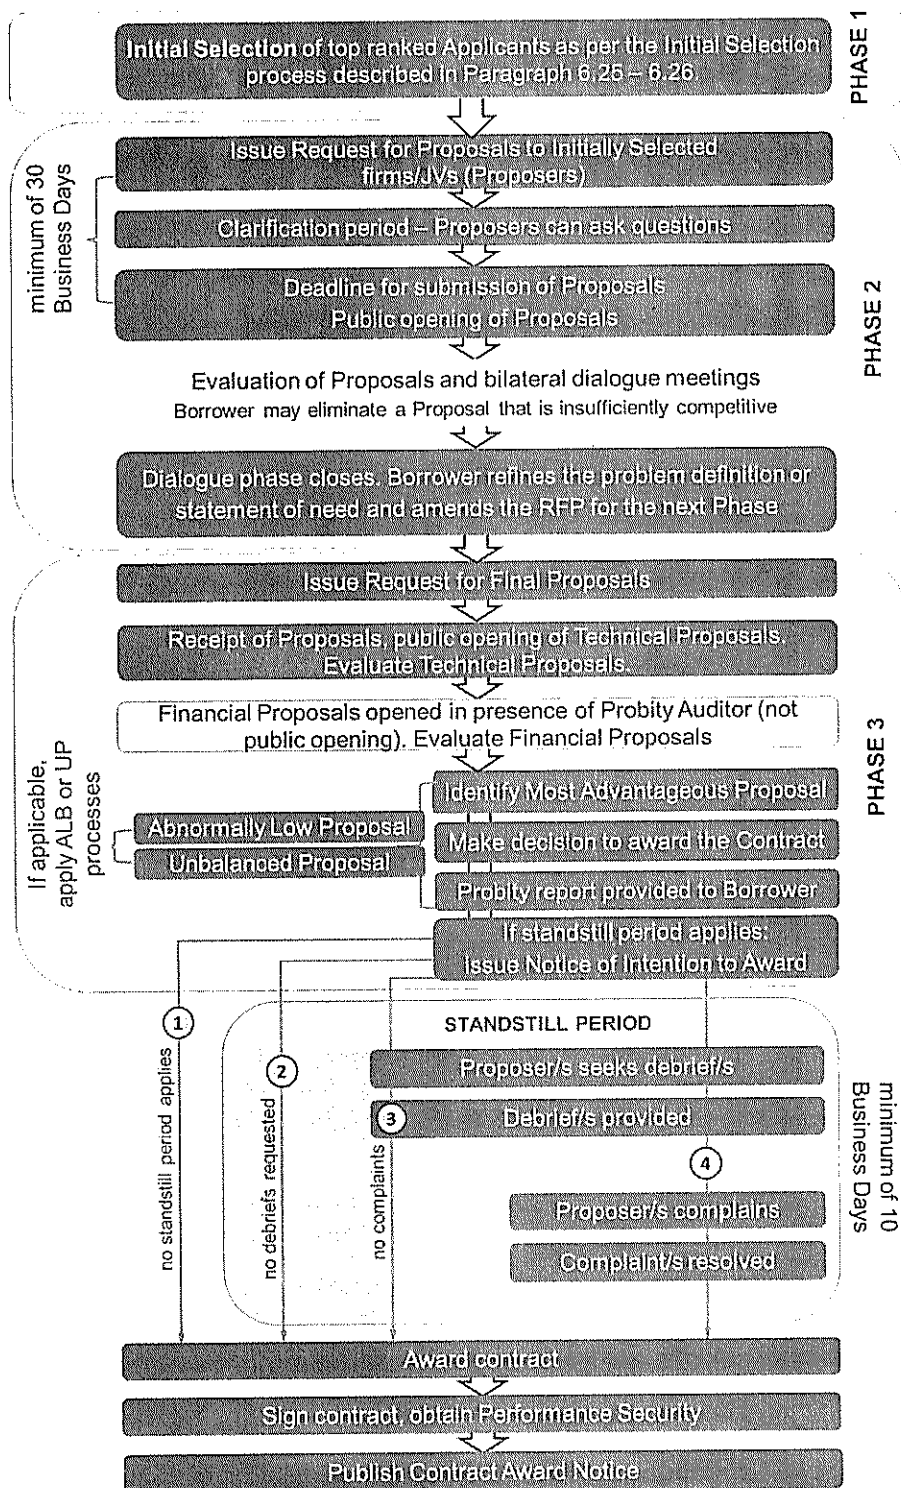 PHASE 1
Initial Selection of top ranked Applicants as per the Initial Selection
process described in Paragraph 6.25 – 6.26
PHASE 2
minimum of 30
Business Days
Issue Request for Proposals to Initially Selected
firms/JVs (Proposers)
Clarification period – Proposers can ask questions
Deadline for submission of Proposals
Public opening of Proposals
Evaluation of Proposals and bilateral dialogue meetings
Borrower may eliminate a Proposal that is insufficiently competitive
Dialogue phase closes. Borrower refines the problem definition or
statement of need and amends the RFP for the next Phase
PHASE 3
Issue Request for Final Proposals
Receipt of Proposals, public opening of Technical Proposals.
Evaluate Technical Proposals.
Financial Proposals opened in presence of Probity Auditor (not
public opening). Evaluate Financial Proposals
If applicable,
apply ALB or UP
processes
Abnormally Low Proposal
Unbalanced Proposal
Identify Most Advantageous Proposal
Make decision to award the Contract
Probity report provided to Borrower
If standstill period applies:
Issue Notice of Intention to Award
1
no standstill period applies
2
no debriefs requested
3
no complaints
4
STANDSTILL PERIOD
minimum of 10
Business Days
Proposer/s seeks debrief/s
Debrief/s provided
Proposer/s complains
Complaint/s resolved
Award contract
Sign contract, obtain Performance Security
Publish Contract Award Notice